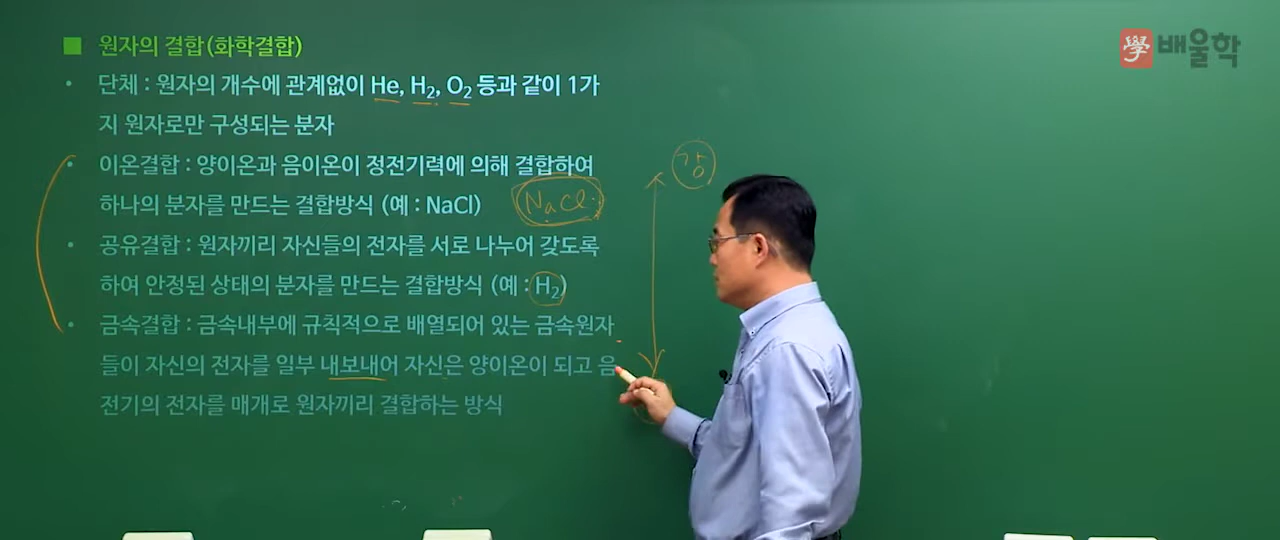 원자의 결합(화학결합)
學 배울학
단체 : 원자의 개수에 관계없이 He, H₂, O₂ 등과 같이 1가
지 원자로만 구성되는 분자
이온결합 : 양이온과 음이온이 정전기력에 의해 결합하여
강
하나의 분자를 만드는 결합방식 (예 : NaCl)
NaCl
공유결합 : 원자끼리 자신들의 전자를 서로 나누어 갖도록
하여 안정된 상태의 분자를 만드는 결합방식 (예 : H₂)
금속결합 : 금속내부에 규칙적으로 배열되어 있는 금속원자
들이 자신의 전자를 일부 내보내어 자신은 양이온이 되고 음
전기의 전자를 매개로 원자끼리 결합하는 방식